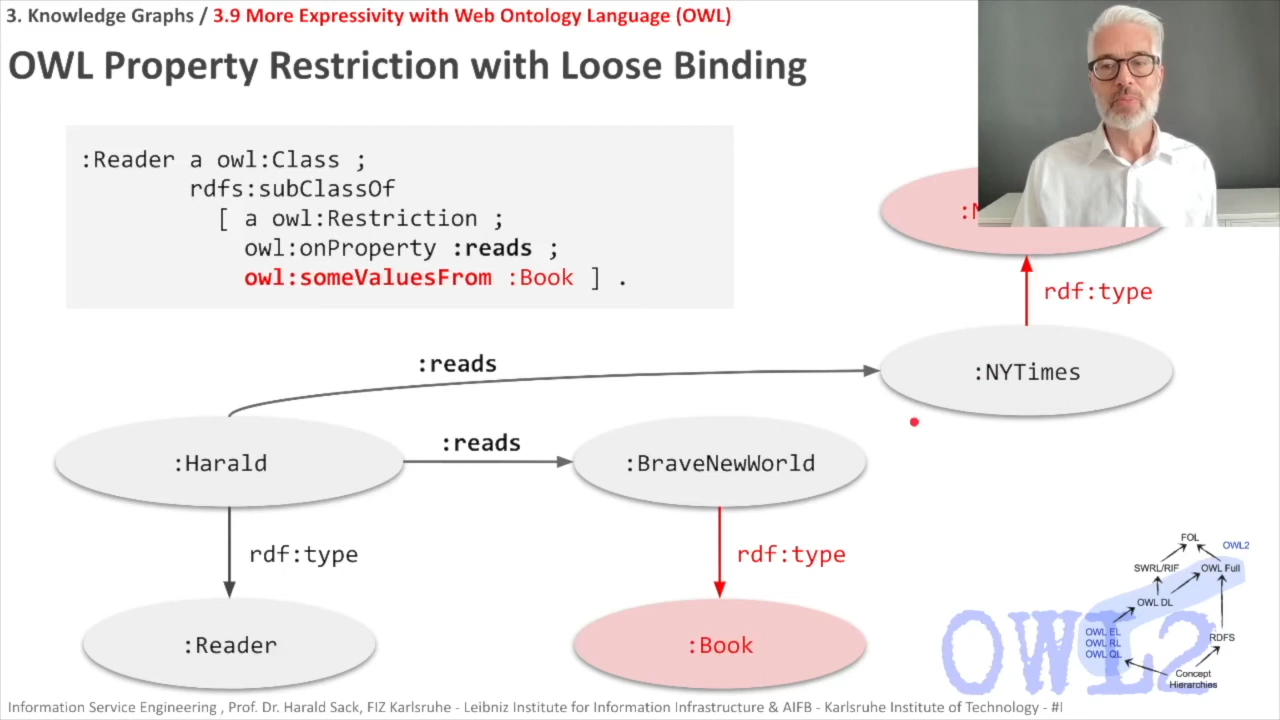 3. Knowledge Graphs / 3.9 More Expressivity with Web Ontology Language (OWL)
OWL Property Restriction with Loose Binding
:Reader a owl:Class ;
rdfs:subClassOf
[ a owl:Restriction ;
owl:onProperty :reads ;
owl:someValuesFrom :Book ] .
rdf:type
:reads
:NYTimes
:reads
:Harald
:BraveNewWorld
rdf:type
rdf:type
:Reader
:Book
FOL
OWL2
SWRL/RIF
OWL Full
OWL DL
OWL EL
OWL RL
OWL QL
RDFS
Concept
Hierarchies
OWL2
Information Service Engineering , Prof. Dr. Harald Sack, FIZ Karlsruhe - Leibniz Institute for Information Infrastructure & AIFB - Karlsruhe Institute of Technology - #I